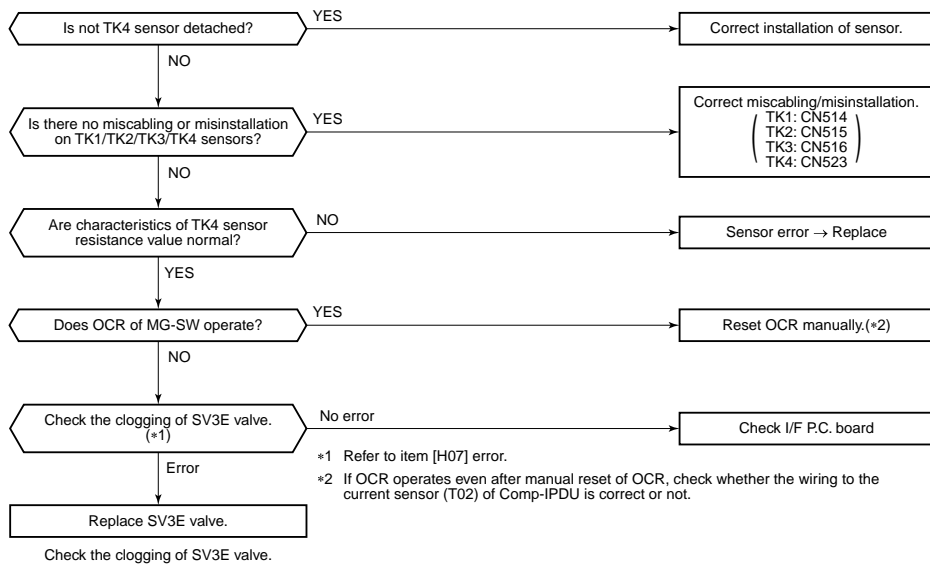 Is not TK4 sensor detached?
YES
Correct installation of sensor.
NO
Is there no miscabling or misinstallation
on TK1/TK2/TK3/TK4 sensors?
YES
Correct miscabling/misinstallation.
TK1: CN514
TK2: CN515
TK3: CN516
TK4: CN523
NO
Are characteristics of TK4 sensor
resistance value normal?
NO
Sensor error → Replace
YES
Does OCR of MG-SW operate?
YES
Reset OCR manually.(*2)
NO
Check the clogging of SV3E valve.
(*1)
No error
Check I/F P.C. board
Error
*1 Refer to item [H07] error.
*2 If OCR operates even after manual reset of OCR, check whether the wiring to the
current sensor (T02) of Comp-IPDU is correct or not.
Replace SV3E valve.
Check the clogging of SV3E valve.